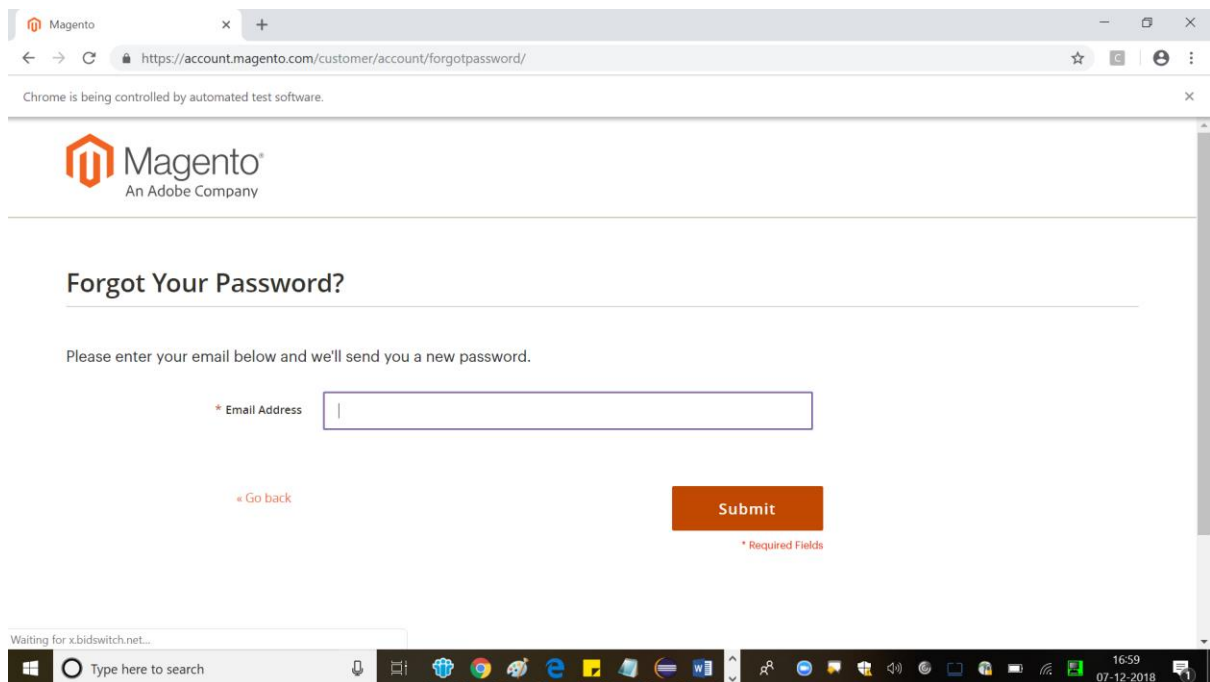 Magento
https://account.magento.com/customer/account/forgotpassword/
C
Chrome is being controlled by automated test software.
Magento®
An Adobe Company
Forgot Your Password?
Please enter your email below and we'll send you a new password.
* Email Address
« Go back
Submit
* Required Fields
Waiting for x.bidswitch.net...
Type here to search
16:59
07-12-2018
1